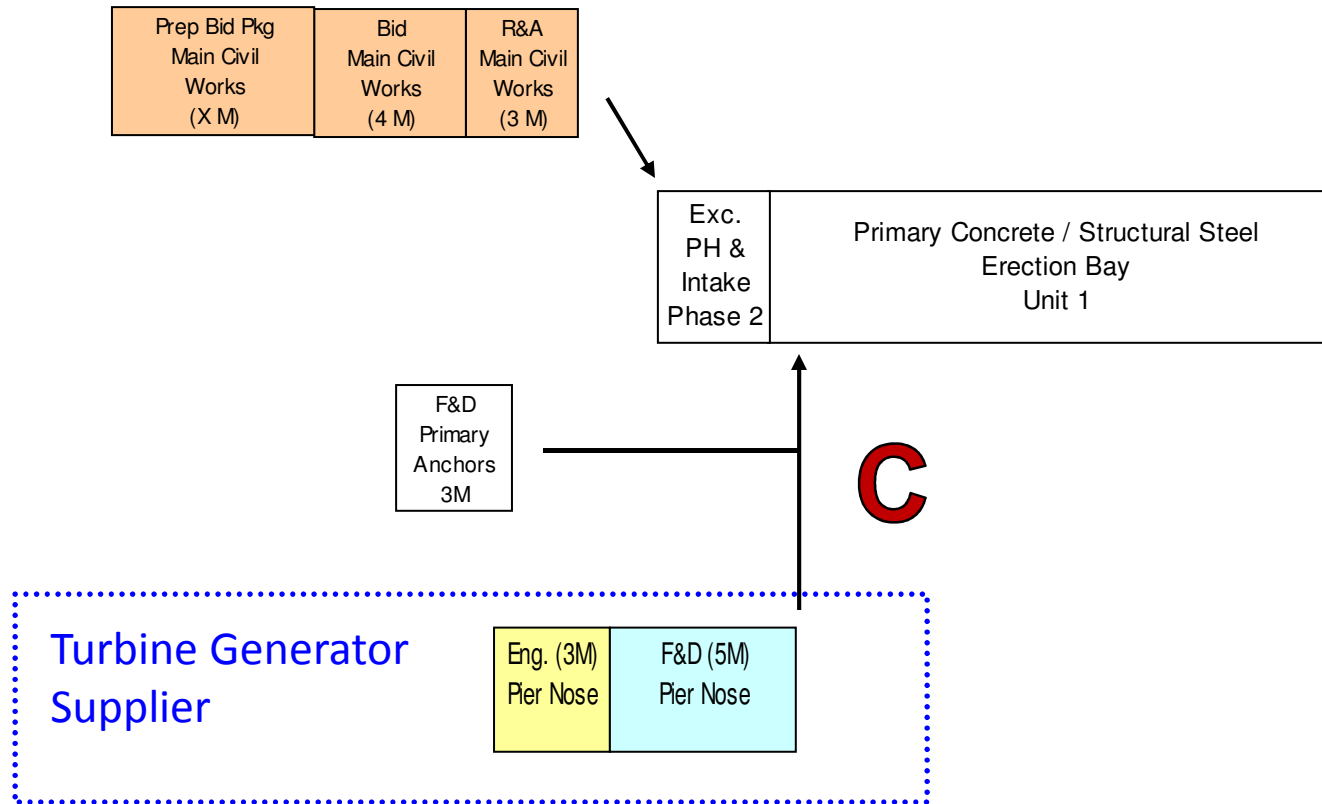 Prep Bid Pkg
Main Civil
Works
(X M)
Bid
Main Civil
Works
(4 M)
R&A
Main Civil
Works
(3 M)
Exc.
PH &
Intake
Phase 2
Primary Concrete / Structural Steel
Erection Bay
Unit 1
F&D
Primary
Anchors
3M
C
Turbine Generator
Supplier
Eng. (3M)
Pier Nose
F&D (5M)
Pier Nose